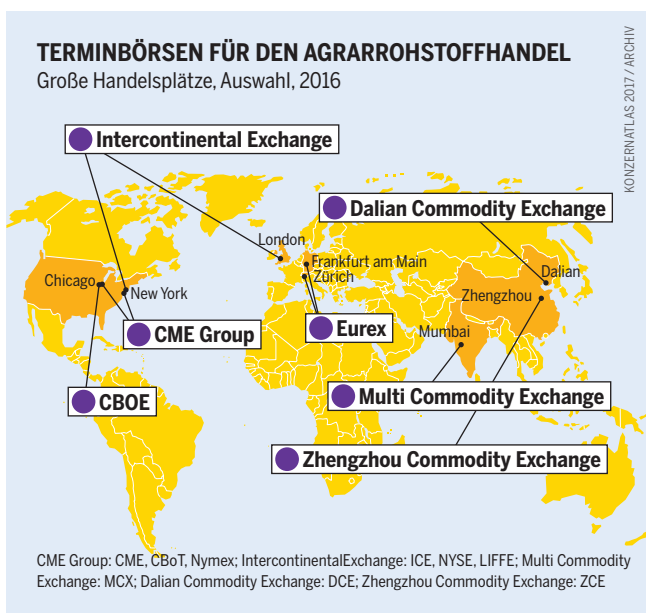 TERMINBÖRSEN FÜR DEN AGRARROHSTOFFHANDEL
Große Handelsplätze, Auswahl, 2016
KONZERNATLAS 2017 / ARCHIV
Intercontinental Exchange
Dalian Commodity Exchange
London
Frankfurt am Main
Zürich
Dalian
Chicago
New York
Zhengzhou
CME Group
Eurex
Mumbai
CBOE
Multi Commodity Exchange
Zhengzhou Commodity Exchange
CME Group: CME, CBoT, Nymex; IntercontinentalExchange: ICE, NYSE, LIFFE; Multi Commodity
Exchange: MCX; Dalian Commodity Exchange: DCE; Zhengzhou Commodity Exchange: ZCE